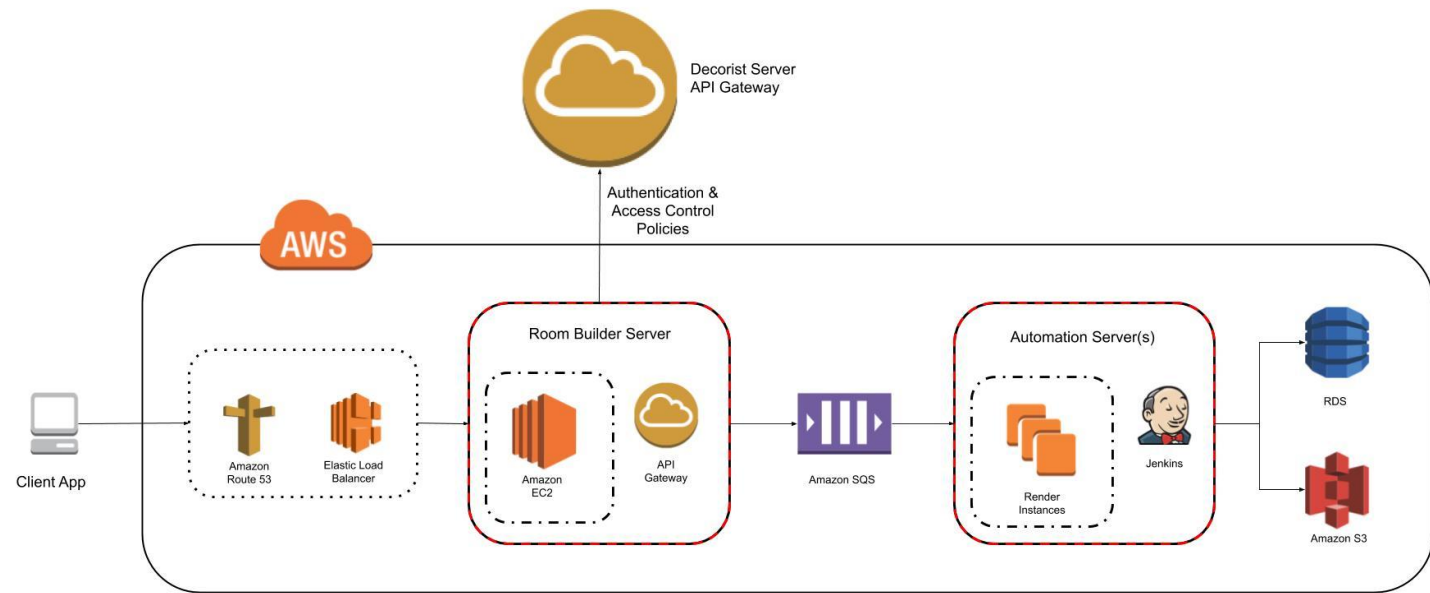 Decorist Server
API Gateway
Authentication &
Access Control
Policies
AWS
Room Builder Server
Automation Server(s)
Client App
Amazon
Route 53
Elastic Load
Balancer
Amazon
EC2
API
Gateway
Amazon SQS
Render
Instances
Jenkins
RDS
Amazon S3